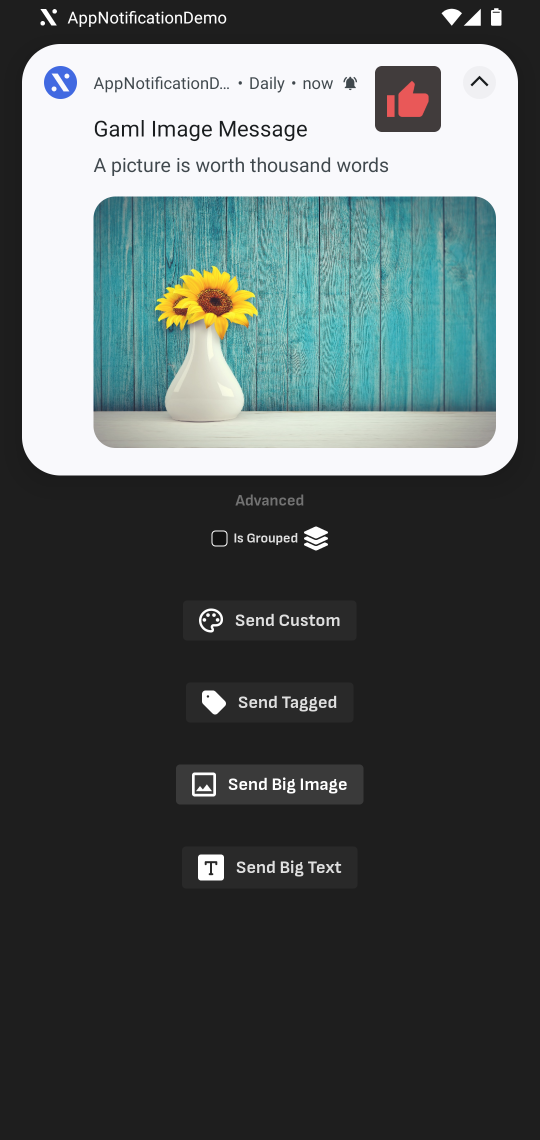 AppNotificationDemo
AppNotificationD... • Daily • now
Gaml Image Message
A picture is worth thousand words
Advanced
Is Grouped
Send Custom
Send Tagged
Send Big Image
Send Big Text